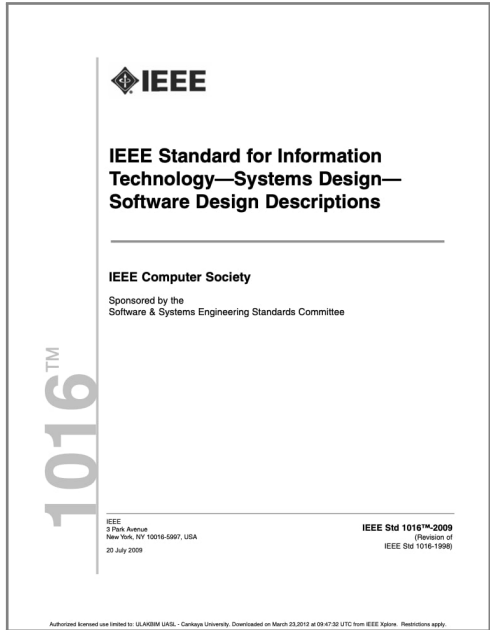 IEEE
IEEE Standard for Information
Technology—Systems Design—
Software Design Descriptions
IEEE Computer Society
Sponsored by the
Software & Systems Engineering Standards Committee
1016™
IEEE
3 Park Avenue
New York, NY 10016-5997, USA
20 July 2009
IEEE Std 1016™-2009
(Revision of
IEEE Std 1016-1998)
Authorized licensed use limited to: ULAKBIM UASL - Cankaya University. Downloaded on March 23,2012 at 09:47:32 UTC from IEEE Xplore. Restrictions apply.